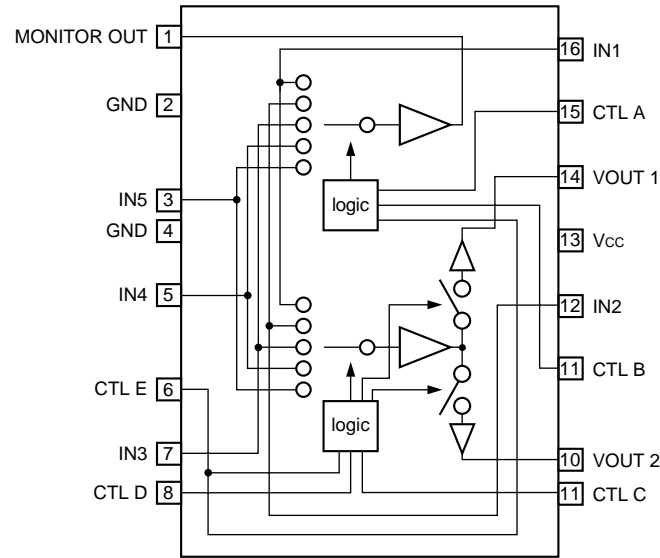 MONITOR OUT 1
GND 2
IN5 3
GND 4
IN4 5
CTL E 6
IN3 7
CTL D 8
16 IN1
15 CTL A
14 VOUT 1
13 Vcc
12 IN2
11 CTL B
10 VOUT 2
11 CTL C
logic
logic